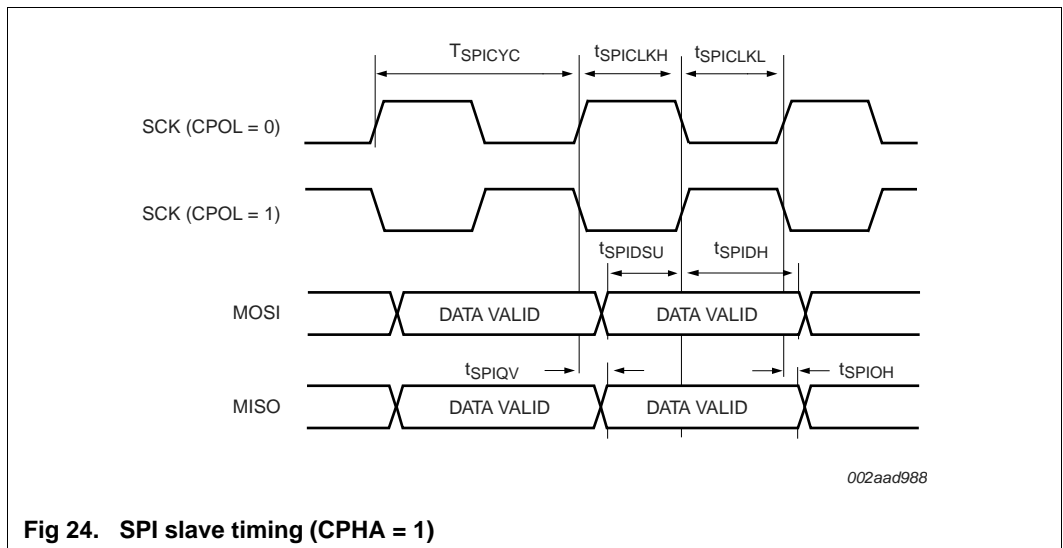 TSPICYC tSPICLKH tSPICLKL
SCK (CPOL = 0)
SCK (CPOL = 1)
tSPIDSU tSPIDH
MOSI DATA VALID DATA VALID
tSPIQV tSPIOH
MISO DATA VALID DATA VALID
002aad988
Fig 24. SPI slave timing (CPHA = 1)